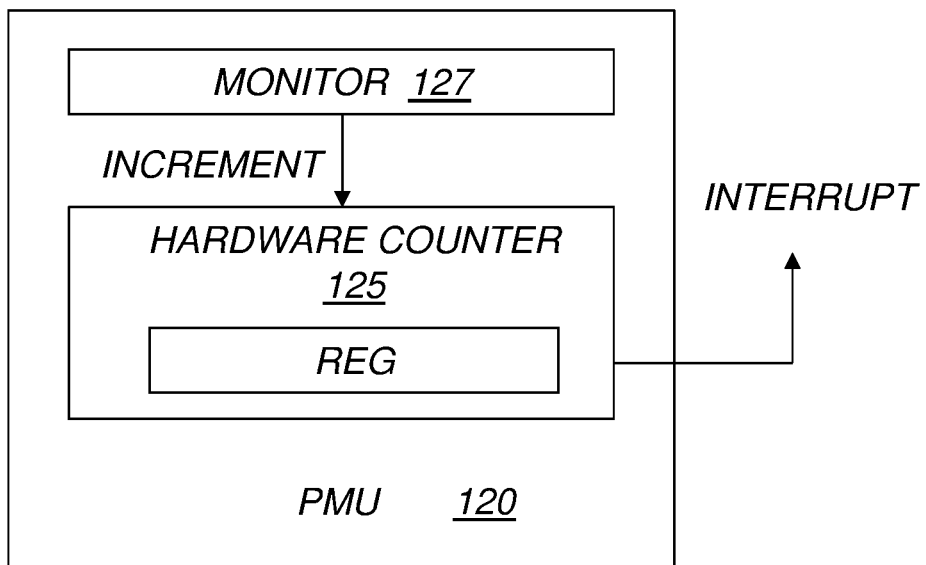 MONITOR 127
INCREMENT
INTERRUPT
HARDWARE COUNTER
125
REG
PMU 120